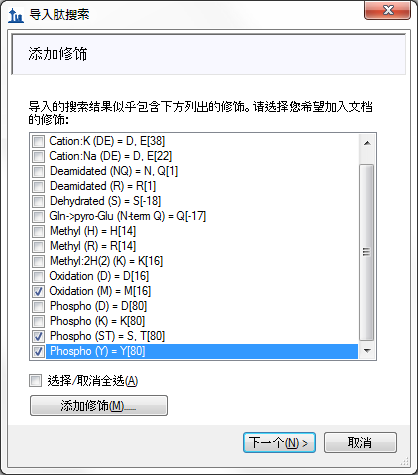 导入肽搜索
添加修饰
导入的搜索结果似乎包含下方列出的修饰。请选择您希望加入文档
的修饰:
Cation:K (DE) = D, E[38]
Cation:Na (DE) = D, E[22]
Deamidated (NQ) = N, Q[1]
Deamidated (R) = R[1]
Dehydrated (S) = S[-18]
Gln->pyro-Glu (N-term Q) = Q[-17]
Methyl (H) = H[14]
Methyl (R) = R[14]
Methyl:2H(2) (K) = K[16]
Oxidation (D) = D[16]
Oxidation (M) = M[16]
Phospho (D) = D[80]
Phospho (K) = K[80]
Phospho (ST) = S, T[80]
Phospho (Y) = Y[80]
选择/取消全选(A)
添加修饰(M)......
下一个(N) >
取消